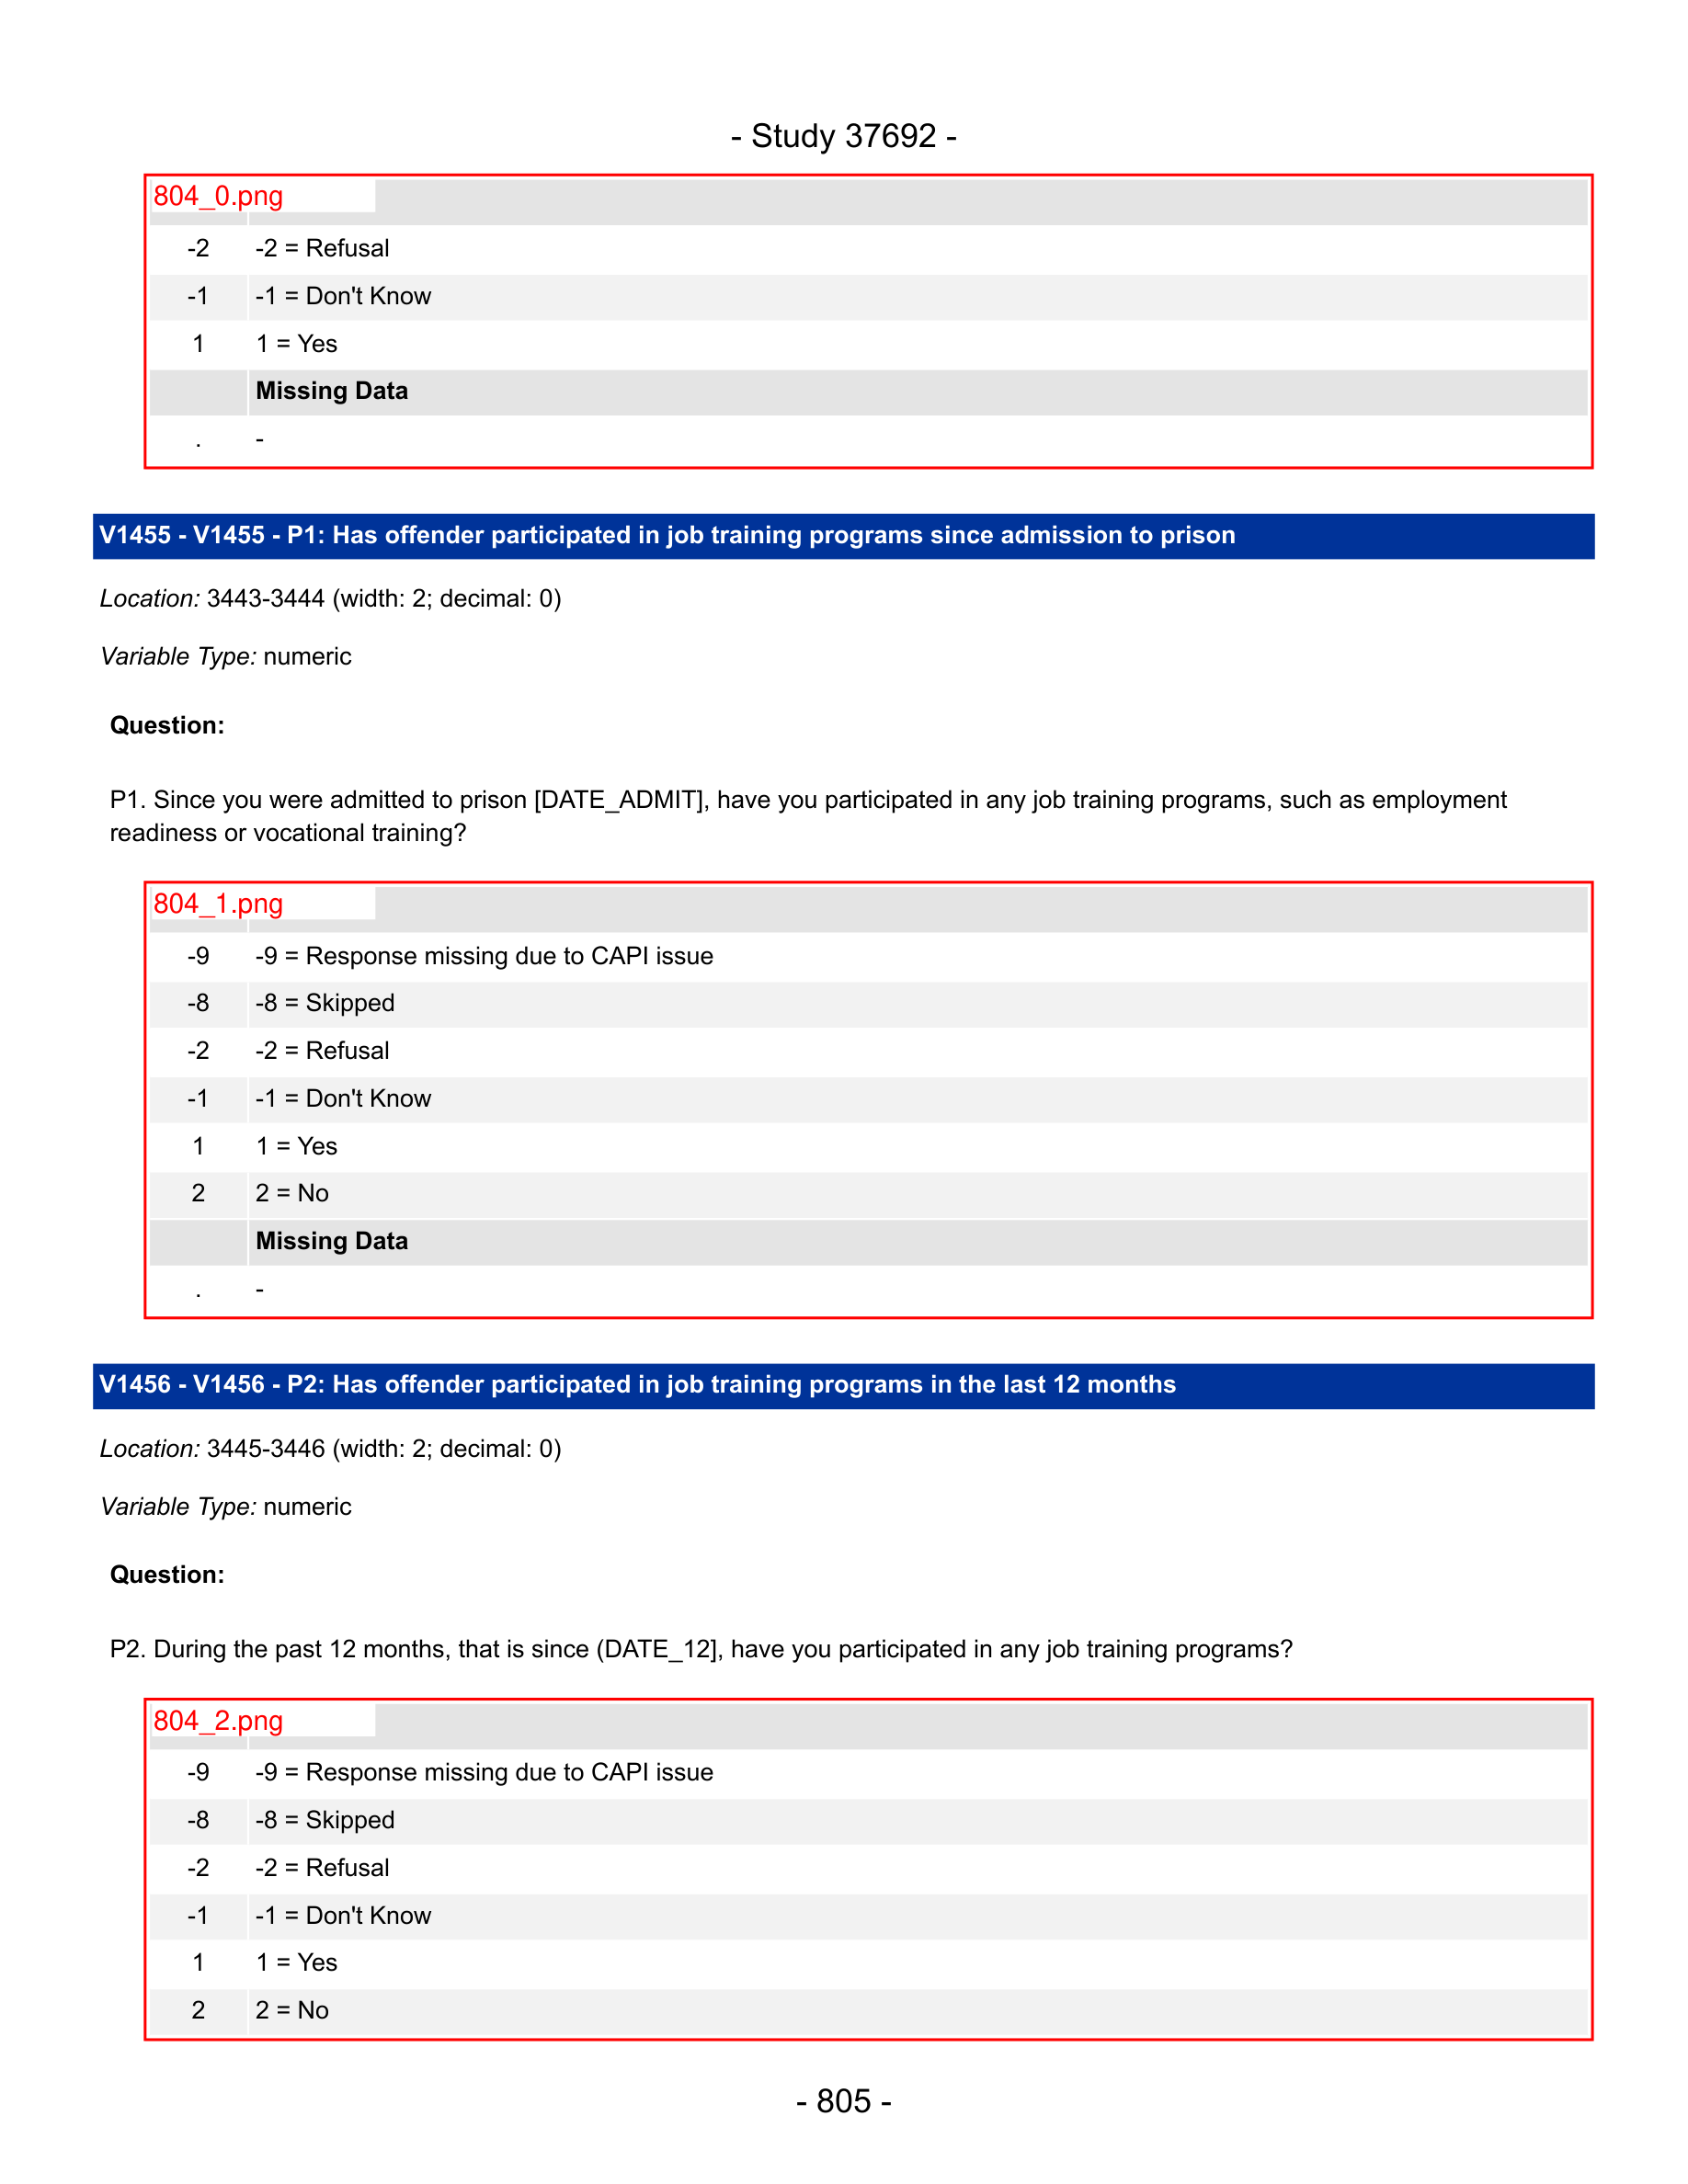 - Study 37692 -
804_0.png
-2 -2 = Refusal
-1 -1 = Don't Know
1 1 = Yes
Missing Data
. -
V1455 - V1455 - P1: Has offender participated in job training programs since admission to prison
Location: 3443-3444 (width: 2; decimal: 0)
Variable Type: numeric
Question:
P1. Since you were admitted to prison [DATE_ADMIT], have you participated in any job training programs, such as employment
readiness or vocational training?
804_1.png
-9 -9 = Response missing due to CAPI issue
-8 -8 = Skipped
-2 -2 = Refusal
-1 -1 = Don't Know
1 1 = Yes
2 2 = No
Missing Data
. -
V1456 - V1456 - P2: Has offender participated in job training programs in the last 12 months
Location: 3445-3446 (width: 2; decimal: 0)
Variable Type: numeric
Question:
P2. During the past 12 months, that is since (DATE_12], have you participated in any job training programs?
804_2.png
-9 -9 = Response missing due to CAPI issue
-8 -8 = Skipped
-2 -2 = Refusal
-1 -1 = Don't Know
1 1 = Yes
2 2 = No
- 805 -